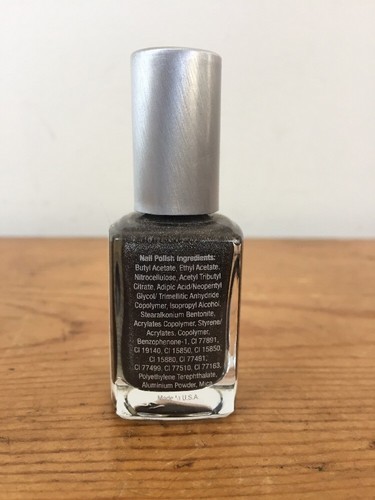 Nail Polish Ingredients:
Butyl Acetate, Ethyl Acetate,
Nitrocellulose, Acetyl Tributyl
Citrate, Adipic Acid/Neopentyl
Glycol/ Trimellitic Anhydride
Copolymer, Isopropyl Alcohol,
Stearalkonium Bentonite,
Acrylates Copolymer, Styrene/
Acrylates, Copolymer,
Benzophenone-1, CI 77891,
CI 19140, CI 15850, CI 15850,
CI 15880, CI 77491,
CI 77499, CI 77510, CI 77163,
Polyethylene Terephthalate,
Aluminium Powder, Mica
Made in U.S.A